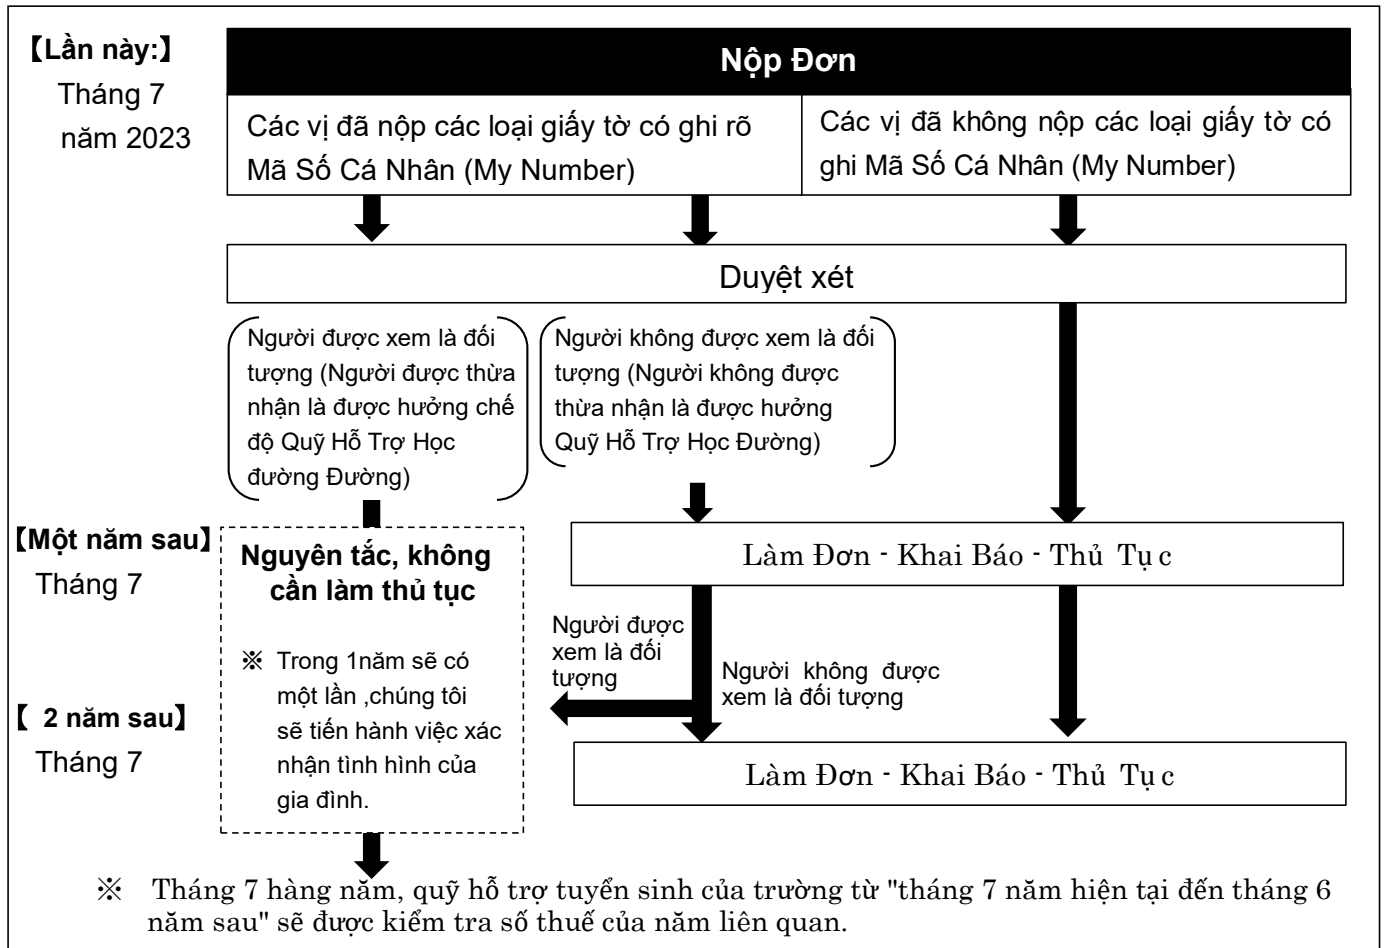 【Lần này:】
Tháng 7
năm 2023
Nộp Đơn
Các vị đã nộp các loại giấy tờ có ghi rõ
Mã Số Cá Nhân (My Number)
Các vị đã không nộp các loại giấy tờ có
ghi Mã Số Cá Nhân (My Number)
Duyệt xét
Người được xem là đối
tượng (Người được thừa
nhận là được hưởng chế
độ Quỹ Hỗ Trợ Học
đường Đường)
Người không được xem là đối
tượng (Người không được
thừa nhận là được hưởng
Quỹ Hỗ Trợ Học Đường)
【Một năm sau】
Tháng 7
Nguyên tắc, không
cần làm thủ tục
※ Trong 1năm sẽ có
một lần ,chúng tôi
sẽ tiến hành việc xác
nhận tình hình của
gia đình.
Làm Đơn - Khai Báo - Thủ Tục
Người được
xem là đối
tượng
Người không được
xem là đối tượng
【 2 năm sau】
Tháng 7
Làm Đơn - Khai Báo - Thủ Tục
※ Tháng 7 hàng năm, quỹ hỗ trợ tuyển sinh của trường từ "tháng 7 năm hiện tại đến tháng 6
năm sau" sẽ được kiểm tra số thuế của năm liên quan.